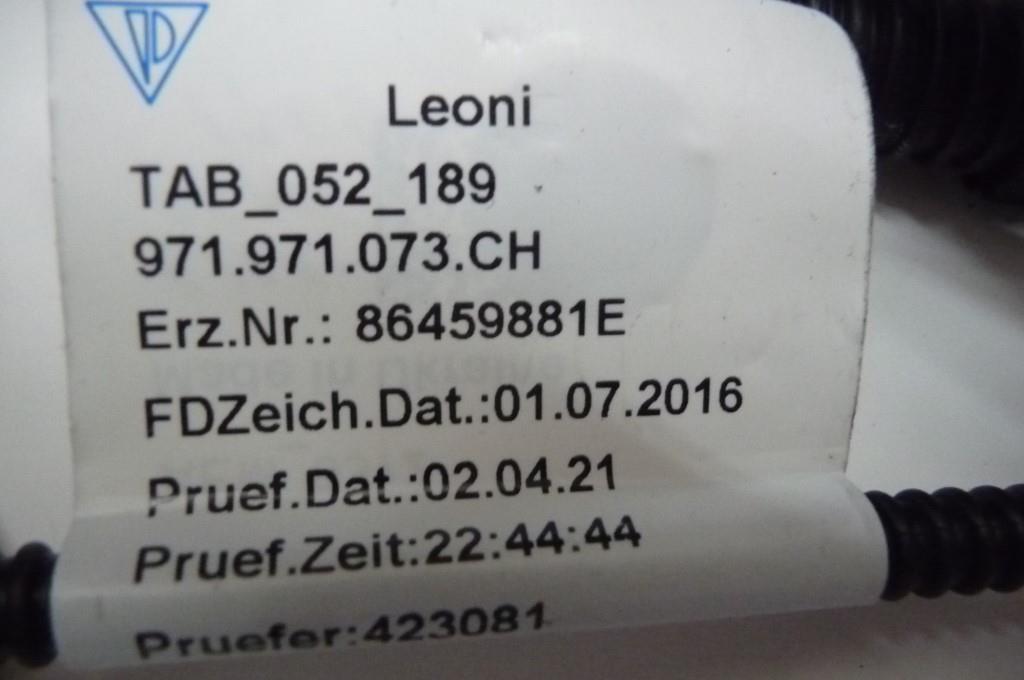 Leoni
TAB_052_189
971.971.073.CH
Erz.Nr.: 86459881E
FDZeich.Dat.:01.07.2016
Pruef.Dat.:02.04.21
Pruef.Zeit:22:44:44
Pruefer:423081